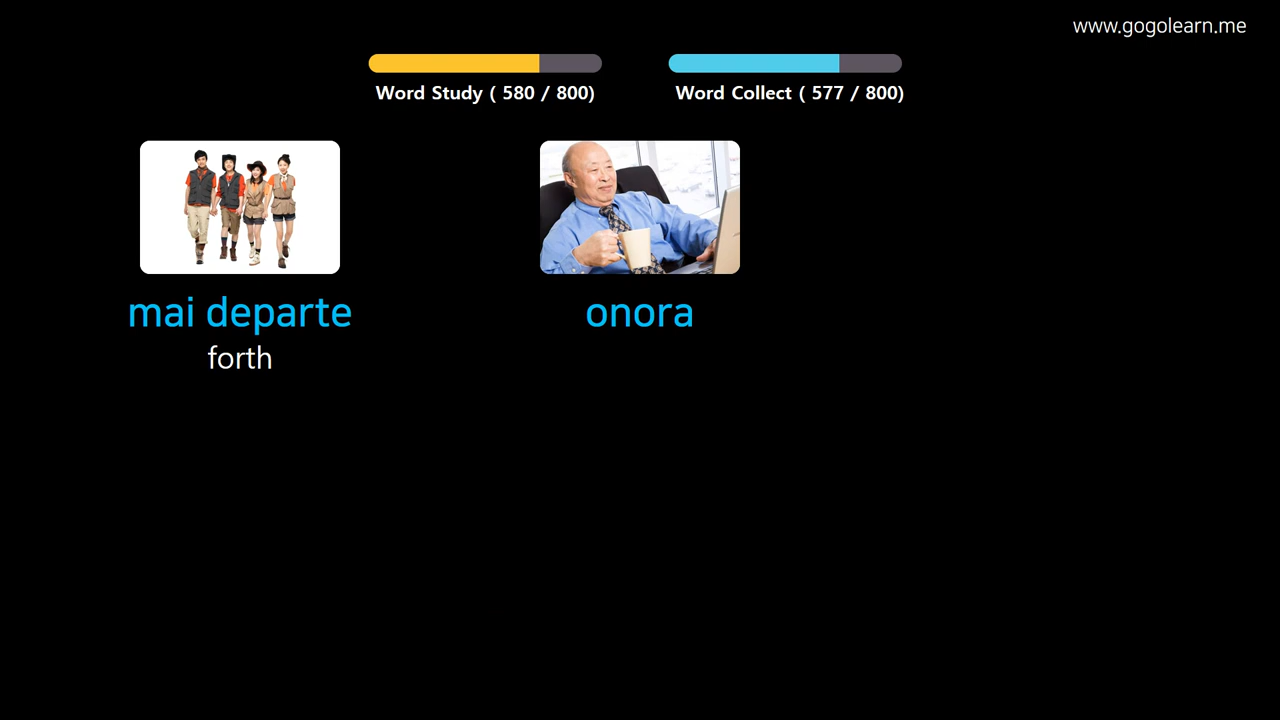 www.gogolearn.me
Word Study ( 580 / 800)
Word Collect ( 577 / 800)
mai departe
forth
onora